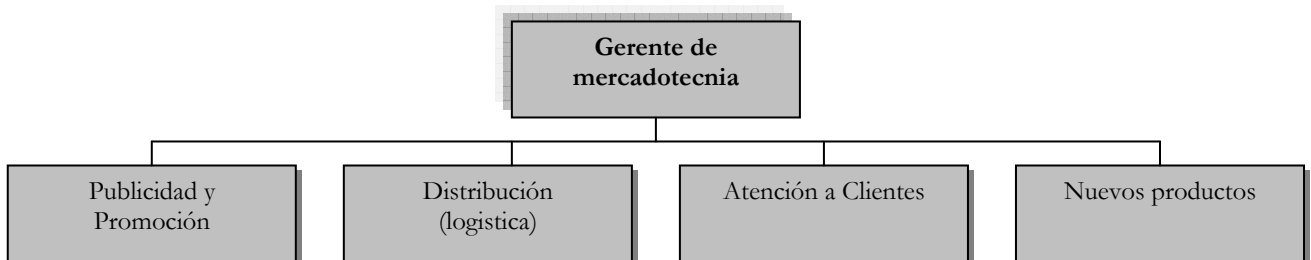 Gerente de
mercadotecnia
Publicidad y
Promoción
Distribución
(logistica)
Atención a Clientes
Nuevos productos